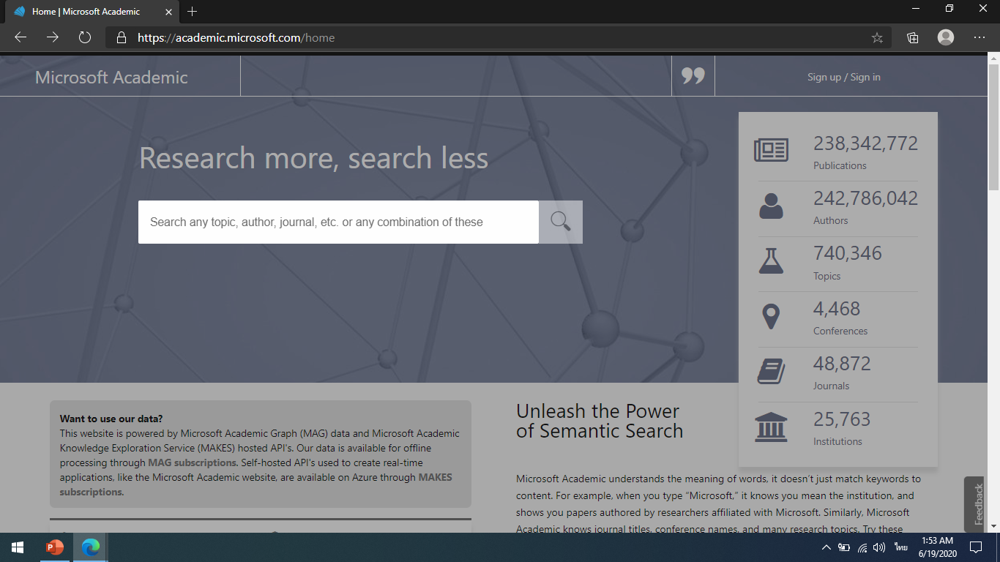 Home | Microsoft Academic
https://academic.microsoft.com/home
Microsoft Academic
Sign up / Sign in
Research more, search less
Search any topic, author, journal, etc. or any combination of these
238,342,772
Publications
242,786,042
Authors
740,346
Topics
4,468
Conferences
48,872
Journals
25,763
Institutions
Want to use our data?
This website is powered by Microsoft Academic Graph (MAG) data and Microsoft Academic
Knowledge Exploration Service (MAKES) hosted API's. Our data is available for offline
processing through MAG subscriptions. Self-hosted API's used to create real-time
applications, like the Microsoft Academic website, are available on Azure through MAKES
subscriptions.
Unleash the Power
of Semantic Search
Microsoft Academic understands the meaning of words, it doesn't just match keywords to
content. For example, when you type “Microsoft,” it knows you mean the institution, and
shows you papers authored by researchers affiliated with Microsoft. Similarly, Microsoft
Academic knows journal titles, conference names, and many research topics. Try these
Feedback
ไทย
1:53 AM
6/19/2020